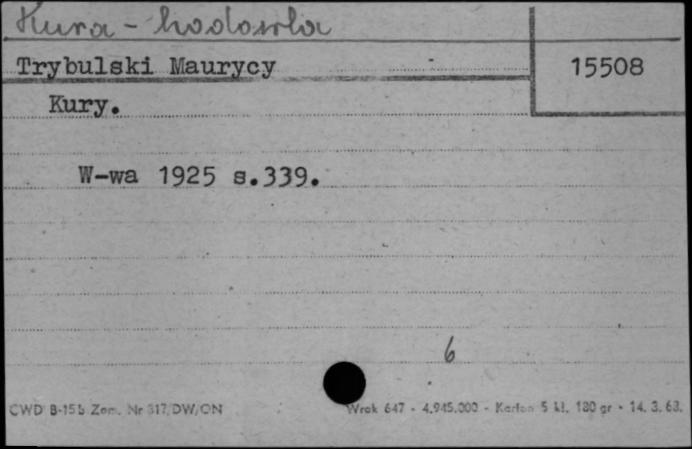 Kura - hodowla
Trybulski Maurycy
15508
Kury.
W-wa 1925 s.339.
6
CWD B-15b Zam. Nr 317/DW/ON
Wrak 647 - 4.945.000 - Karton 5 kl. 180 gr - 14. 3. 63.